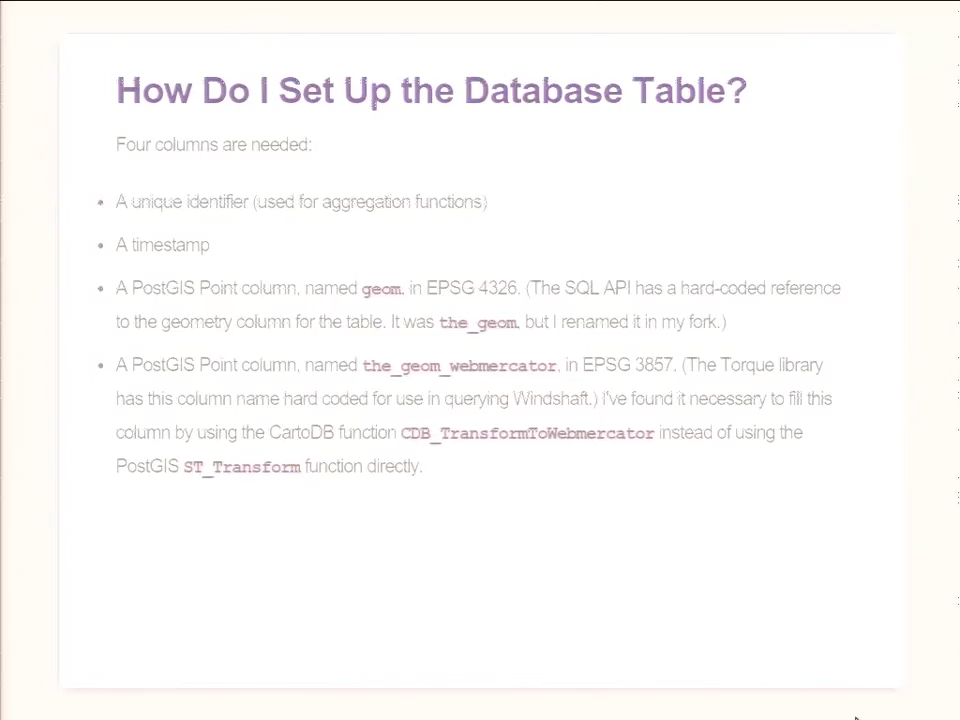 How Do I Set Up the Database Table?
Four columns are needed:
• A unique identifier (used for aggregation functions)
• A timestamp
• A PostGIS Point column, named geom, in EPSG 4326. (The SQL API has a hard-coded reference
to the geometry column for the table. It was the_geom, but I renamed it in my fork.)
• A PostGIS Point column, named the_geom_webmercator, in EPSG 3857. (The Torque library
has this column name hard coded for use in querying Windshaft.) I've found it necessary to fill this
column by using the CartoDB function CDB_TransformToWebmercator instead of using the
PostGIS ST_Transform function directly.